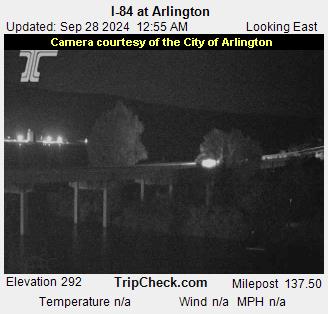 I-84 at Arlington
Updated: Sep 28 2024 12:55 AM Looking East
Camera courtesy of the City of Arlington
Elevation 292 TripCheck.com Milepost 137.50
Temperature n/a Wind n/a MPH n/a